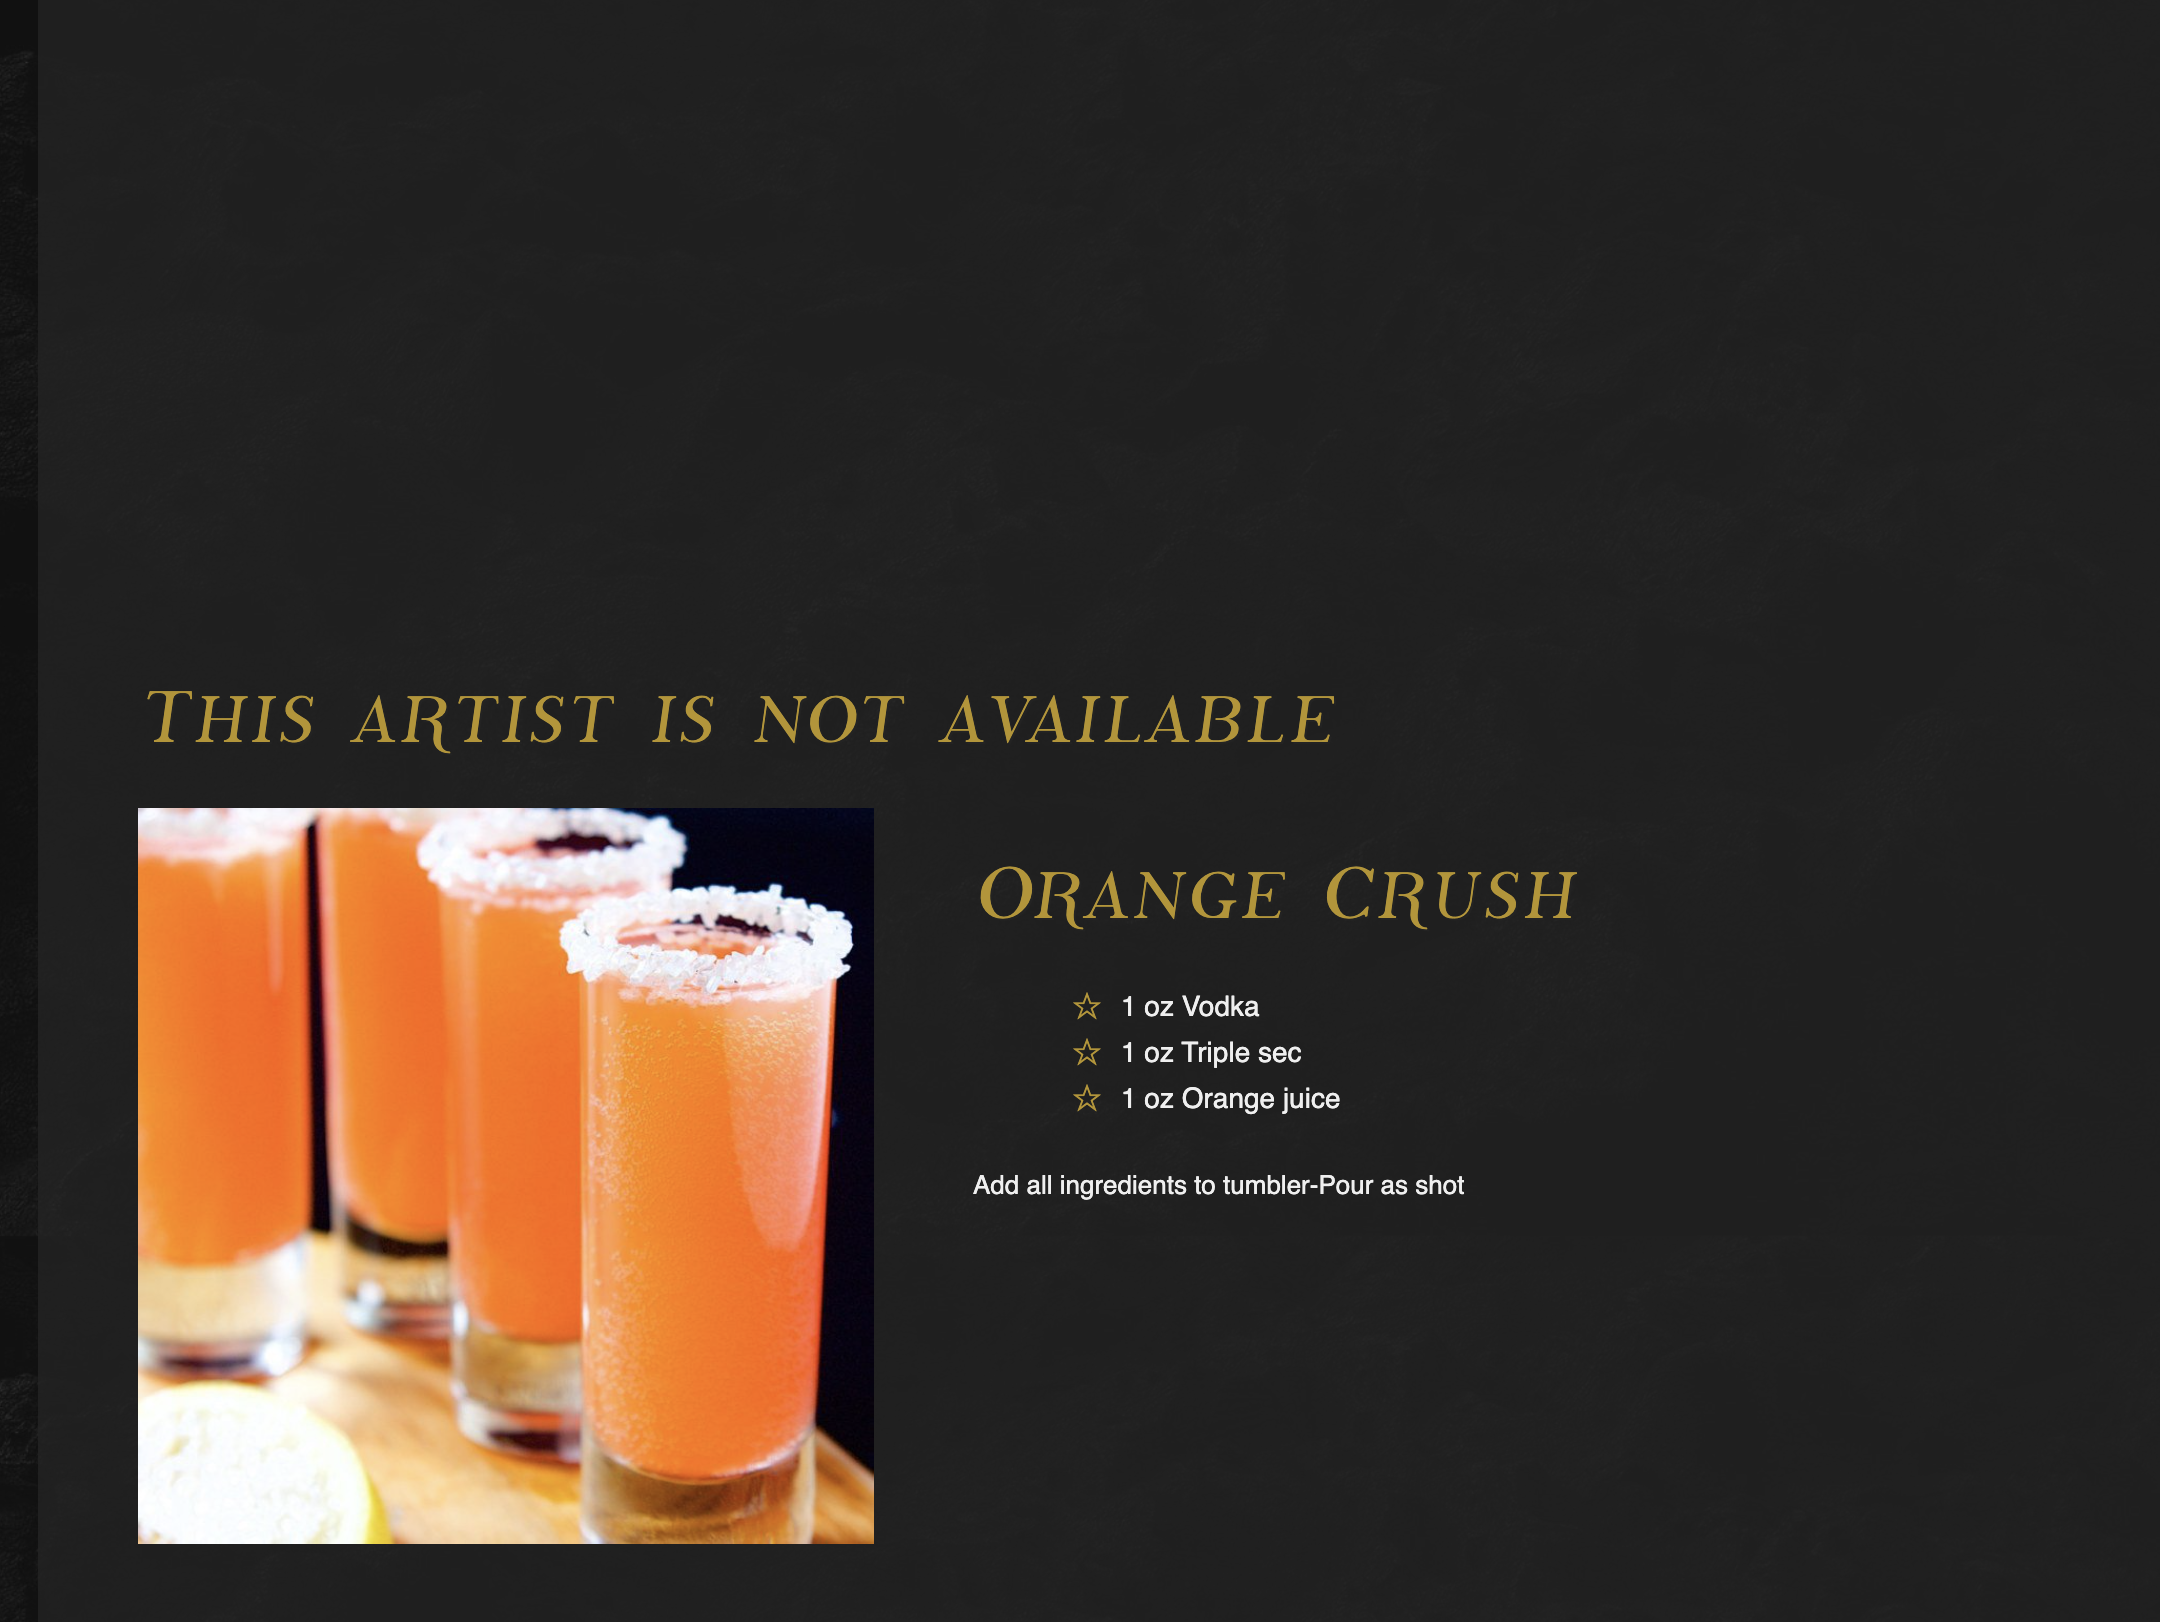 This artist is not available
Orange Crush
☆ 1 oz Vodka
☆ 1 oz Triple sec
☆ 1 oz Orange juice
Add all ingredients to tumbler-Pour as shot